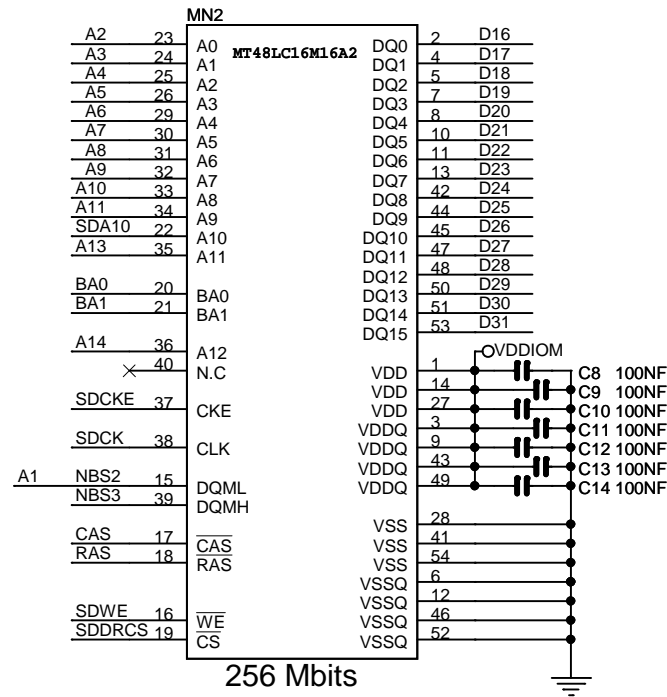 MN2
MT48LC16M16A2
A2 23 A0 DQ0 2 D16
A3 24 A1 DQ1 4 D17
A4 25 A2 DQ2 5 D18
A5 26 A3 DQ3 7 D19
A6 29 A4 DQ4 8 D20
A7 30 A5 DQ5 10 D21
A8 31 A6 DQ6 11 D22
A9 32 A7 DQ7 13 D23
A10 33 A8 DQ8 42 D24
A11 34 A9 DQ9 44 D25
SDA10 22 A10 DQ10 45 D26
A13 35 A11 DQ11 47 D27
DQ12 48 D28
BA0 20 BA0 DQ13 50 D29
BA1 21 BA1 DQ14 51 D30
DQ15 53 D31
A14 36 A12 VDDIOM
40 N.C VDD 1 C8 100NF
VDD 14 C9 100NF
SDCKE 37 CKE VDD 27 C10 100NF
VDDQ 3 C11 100NF
SDCK 38 CLK VDDQ 9 C12 100NF
VDDQ 43 C13 100NF
A1 NBS2 15 DQML VDDQ 49 C14 100NF
NBS3 39 DQMH
VSS 28
CAS 17 CAS VSS 41
RAS 18 RAS VSS 54
VSSQ 6
VSSQ 12
SDWE 16 WE VSSQ 46
SDDRCS 19 CS VSSQ 52
256 Mbits